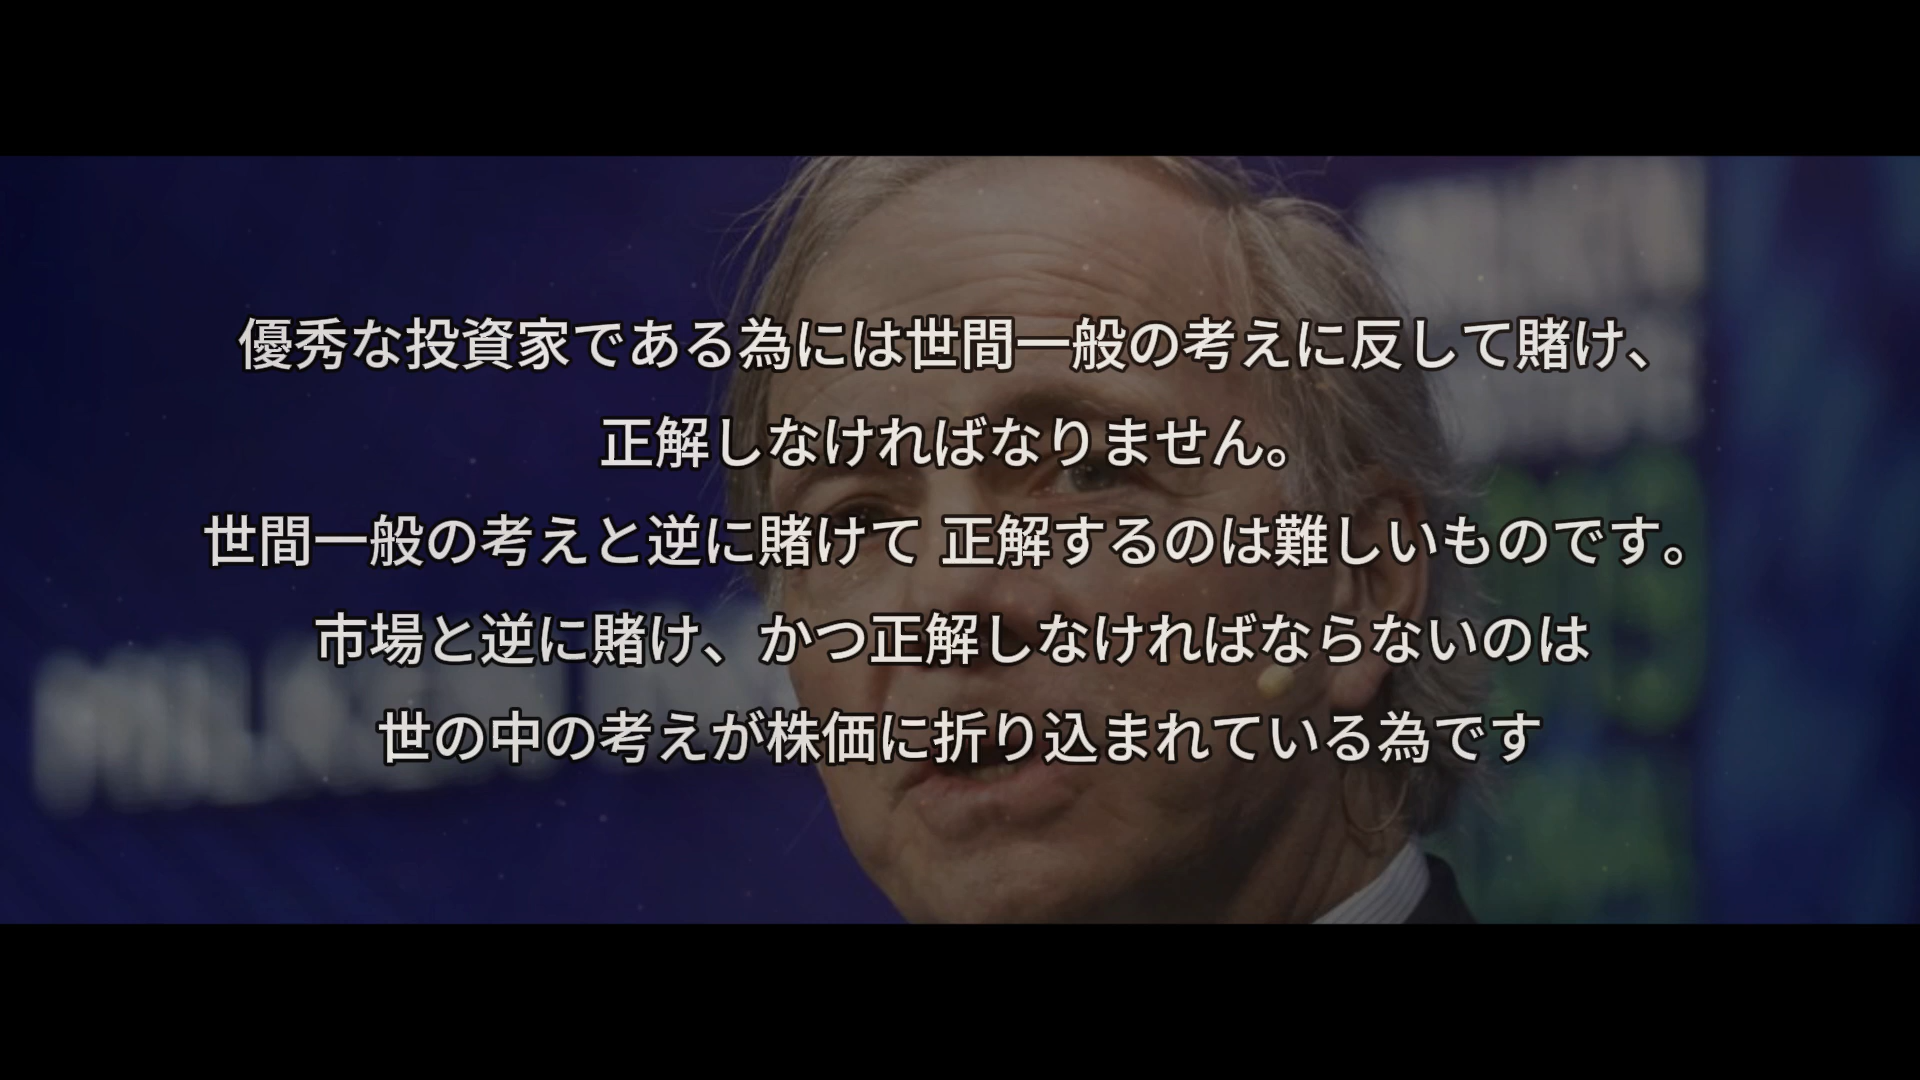 優秀な投資家である為には世間一般の考えに反して賭け、
正解しなければなりません。
世間一般の考えと逆に賭けて 正解するのは難しいものです。
市場と逆に賭け、かつ正解しなければならないのは
世の中の考えが株価に折り込まれている為です